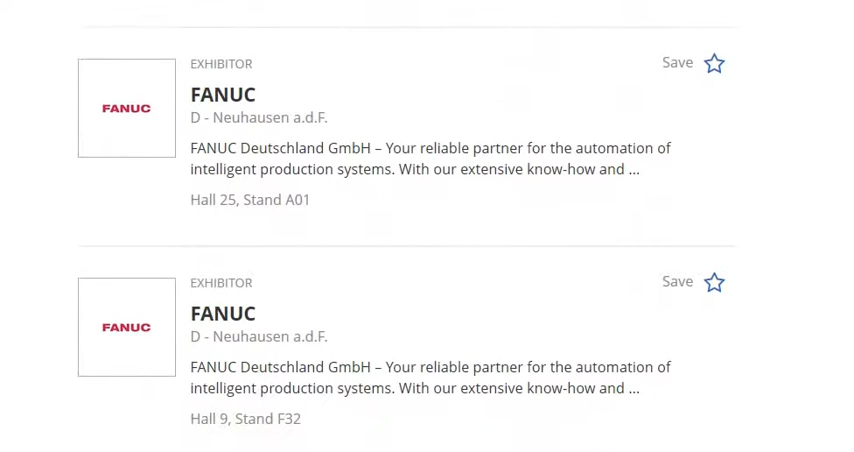 EXHIBITOR
Save
FANUC
FANUC
D - Neuhausen a.d.F.
FANUC Deutschland GmbH – Your reliable partner for the automation of
intelligent production systems. With our extensive know-how and ...
Hall 25, Stand A01
EXHIBITOR
Save
FANUC
FANUC
D - Neuhausen a.d.F.
FANUC Deutschland GmbH – Your reliable partner for the automation of
intelligent production systems. With our extensive know-how and ...
Hall 9, Stand F32